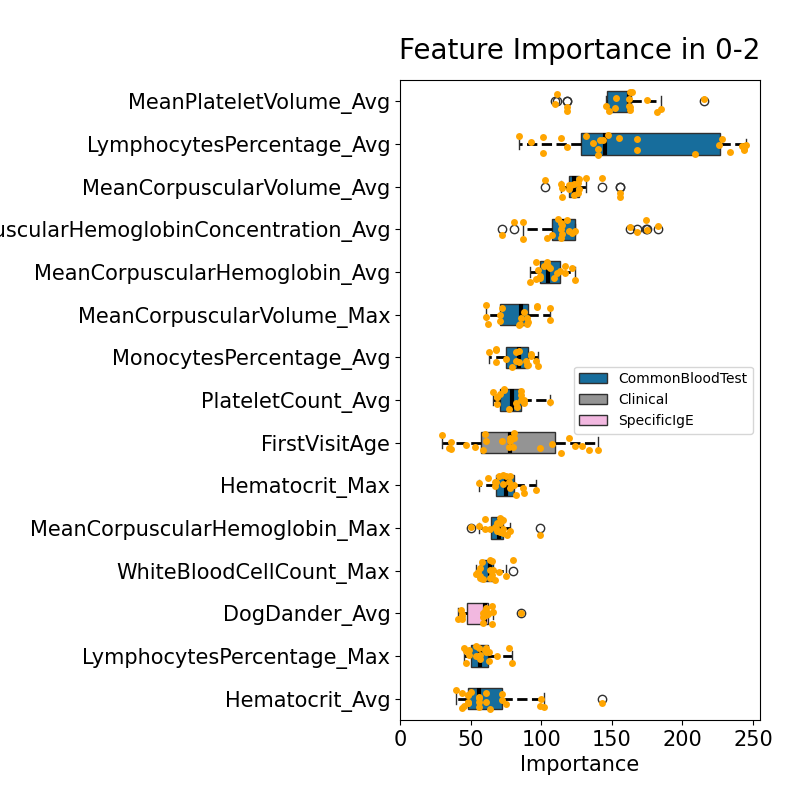 Feature Importance in 0-2
MeanPlateletVolume_Avg
LymphocytesPercentage_Avg
MeanCorpuscularVolume_Avg
uscularHemoglobinConcentration_Avg
MeanCorpuscularHemoglobin_Avg
MeanCorpuscularVolume_Max
MonocytesPercentage_Avg
PlateletCount_Avg
FirstVisitAge
Hematocrit_Max
MeanCorpuscularHemoglobin_Max
WhiteBloodCellCount_Max
DogDander_Avg
LymphocytesPercentage_Max
Hematocrit_Avg
CommonBloodTest
Clinical
SpecificIgE
0 50 100 150 200 250
Importance